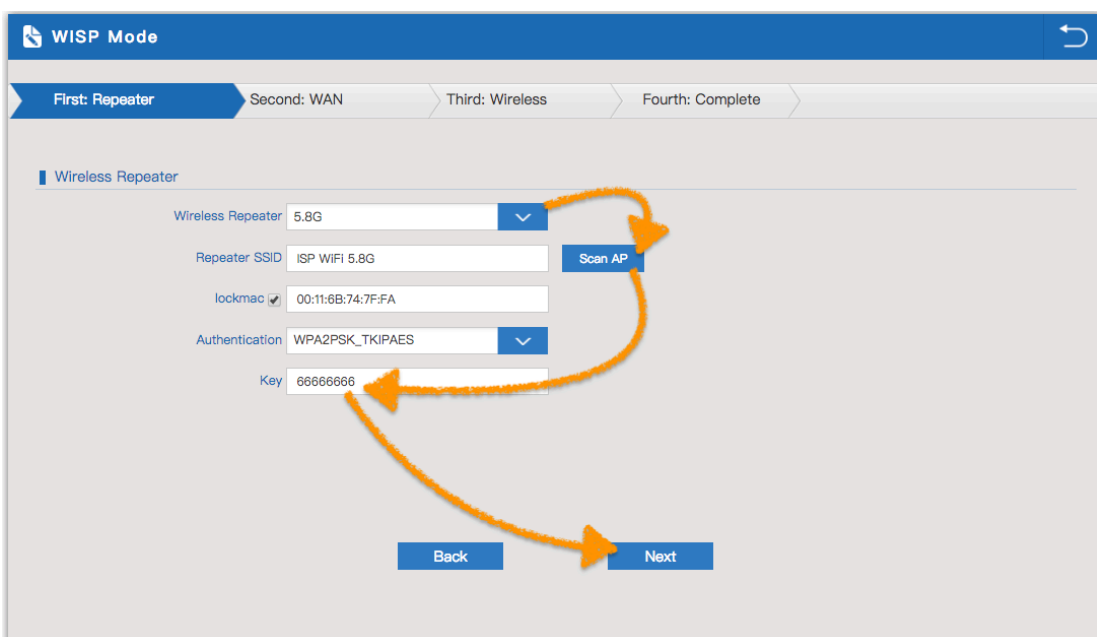 WISP Mode
First: Repeater Second: WAN Third: Wireless Fourth: Complete
Wireless Repeater
Wireless Repeater 5.8G
Repeater SSID ISP WiFi 5.8G Scan AP
lockmac 00:11:6B:74:7F:FA
Authentication WPA2PSK_TKIPAES
Key 66666666
Back Next